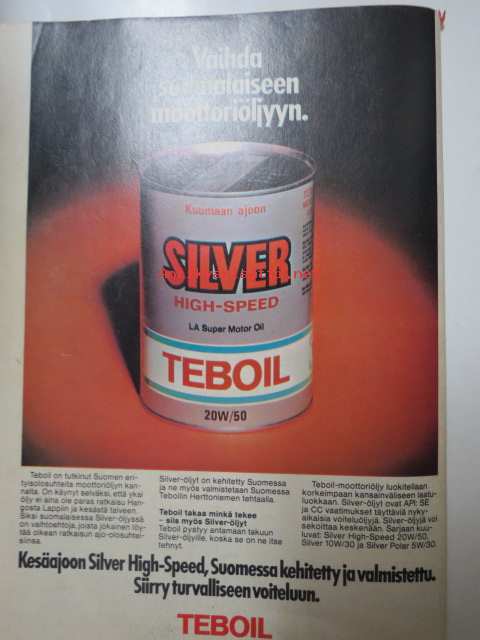 Vaihda
suomalaiseen
moottoriöljyyn.
Kuumaan ajoon
SILVER
HIGH-SPEED
LA Super Motor Oil
TEBOIL
20W/50
Teboil on tutkinut Suomen eri-
tyisolosuhteita moottoriöljyn kan-
nalta. On käynyt selväksi, että yksi
öljy ei aina ole paras ratkaisu Han-
gosta Lappiin ja kesästä talveen.
Siksi suomalaisessa Silver-öljyssä
on vaihtoehtoja, joista jokainen löy-
tää oikean ratkaisun ajo-olosuhtei-
siinsa.
Silver-öljyt on kehitetty Suomessa
ja ne myös valmistetaan Suomessa
Teboilin Herttoniemen tehtaalla.
Teboil takaa minkä tekee
– siis myös Silver-öljyt
Teboil pystyy antamaan takuun
Silver-öljyille, koska se on ne itse
tehnyt.
Teboil-moottoriöljy luokitellaan
korkeimpaan kansainväliseen laatu-
luokkaan. Silver-öljyt ovat API: SE
ja CC vaatimukset täyttäviä nyky-
aikaisia voiteluöljyjä. Silver-öljyjä voi
sekoittaa keskenään. Sarjaan kuu-
luvat: Silver High-Speed 20W/50,
Silver 10W/30 ja Silver Polar 5W/30.
Kesäajoon Silver High-Speed, Suomessa kehitetty ja valmistettu.
Siirry turvalliseen voiteluun.
TEBOIL